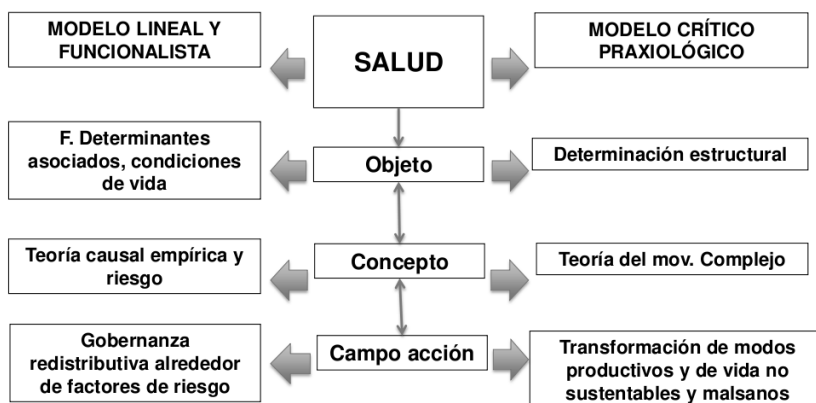 MODELO LINEAL Y
FUNCIONALISTA
SALUD
MODELO CRÍTICO
PRAXIOLÓGICO
F. Determinantes
asociados, condiciones
de vida
Objeto
Determinación estructural
Teoría causal empírica y
riesgo
Concepto
Teoría del mov. Complejo
Gobernanza
redistributiva alrededor
de factores de riesgo
Campo acción
Transformación de modos
productivos y de vida no
sustentables y malsanos